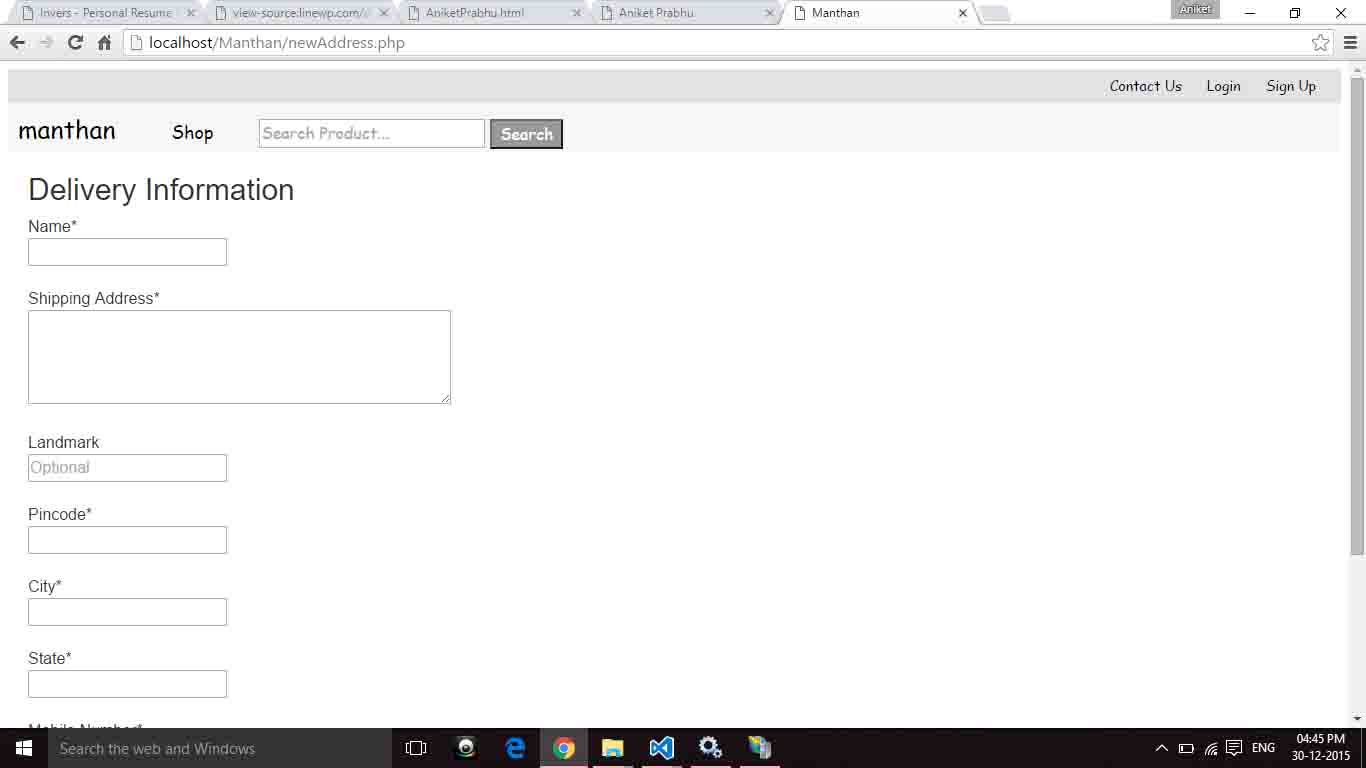 Invers - Personal Resume
view-source:linewp.com/
AniketPrabhu.html
Aniket Prabhu
Manthan
Aniket
localhost/Manthan/newAddress.php
Contact Us
Login
Sign Up
manthan
Shop
Search Product...
Search
Delivery Information
Name*
Shipping Address*
Landmark
Optional
Pincode*
City*
State*
Mobile Number*
Search the web and Windows
ENG
04:45 PM
30-12-2015